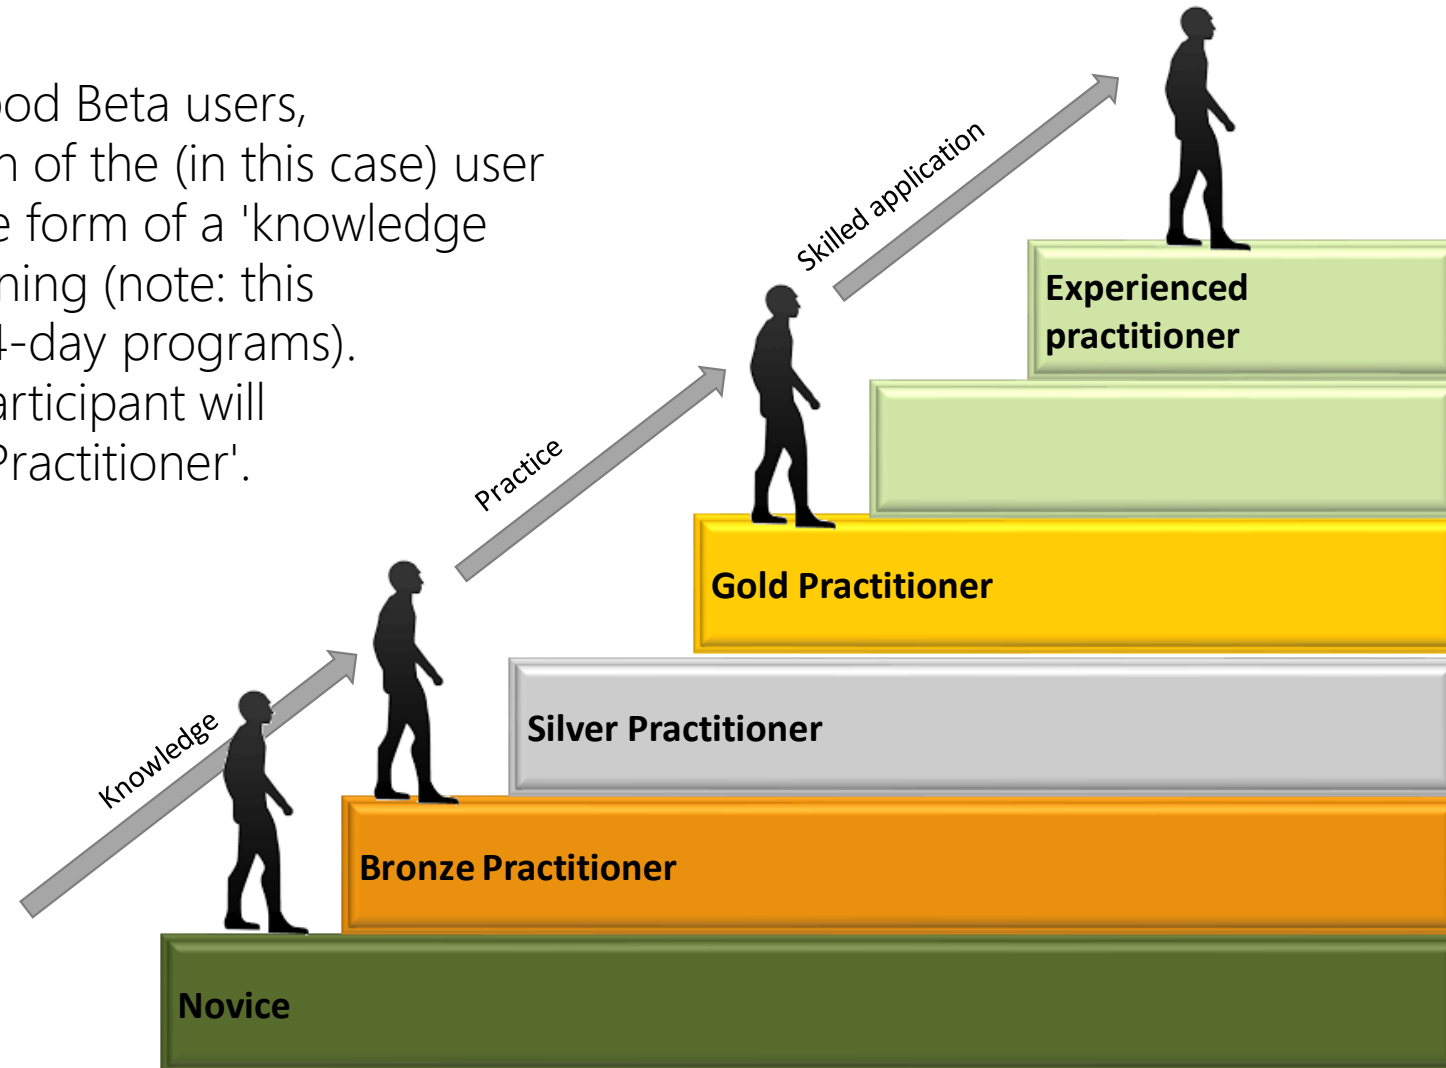 ood Beta users,
n of the (in this case) user
e form of a 'knowledge
ning (note: this
4-day programs).
articipant will
Practitioner'.
Skilled application
Experienced
practitioner
Practice
Gold Practitioner
Silver Practitioner
Knowledge
Bronze Practitioner
Novice